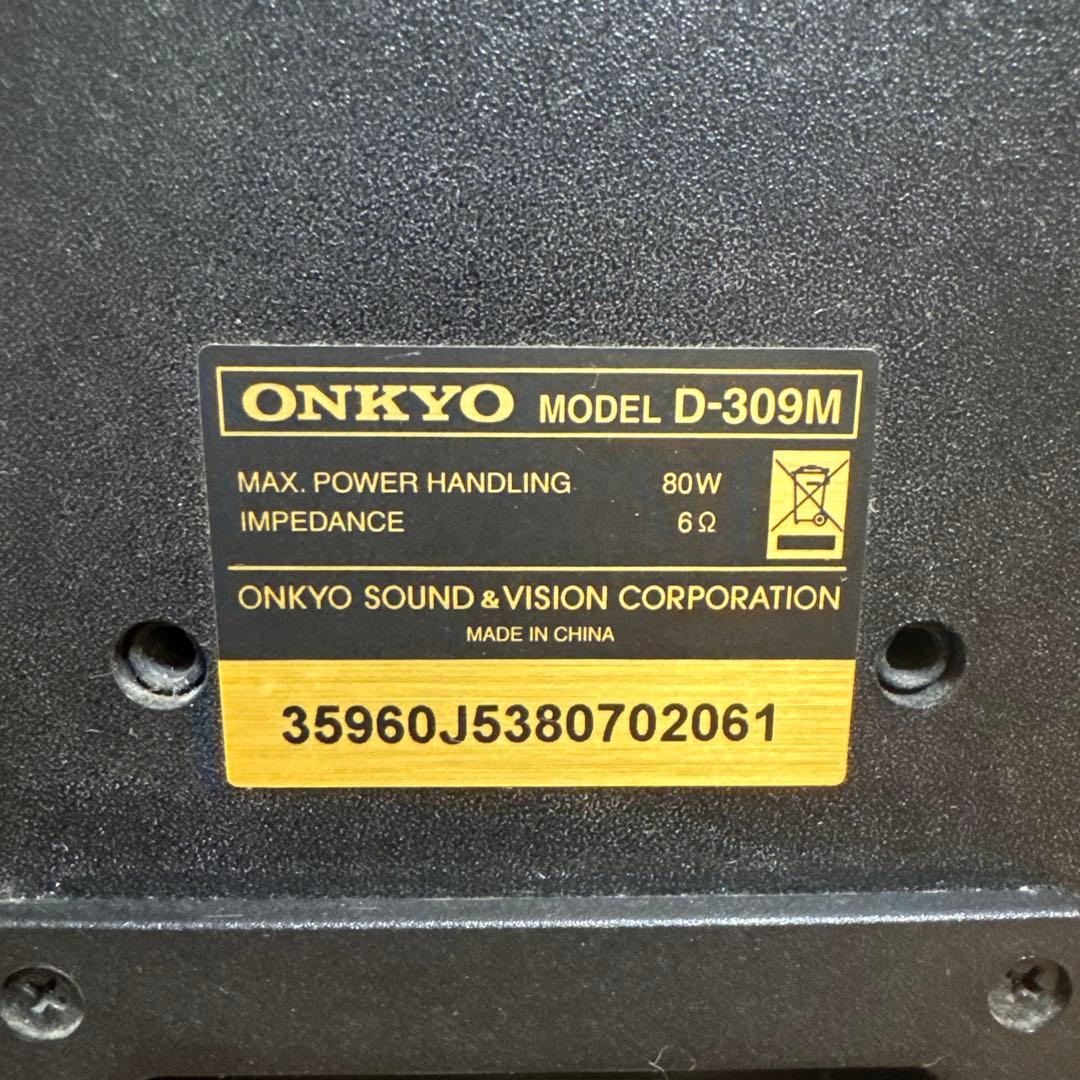 ONKYO MODEL D-309M
MAX. POWER HANDLING 80W
IMPEDANCE 6Ω
ONKYO SOUND & VISION CORPORATION
MADE IN CHINA
35960J5380702061